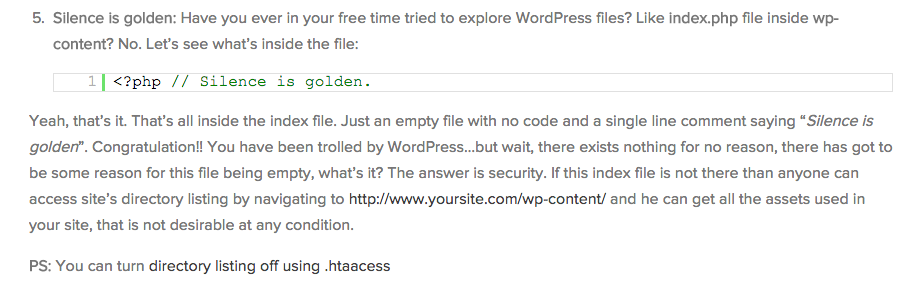 5. Silence is golden: Have you ever in your free time tried to explore WordPress files? Like index.php file inside wp-
content? No. Let's see what's inside the file:
1 <?php // Silence is golden.
Yeah, that's it. That's all inside the index file. Just an empty file with no code and a single line comment saying "Silence is
golden". Congratulation!! You have been trolled by WordPress...but wait, there exists nothing for no reason, there has got to
be some reason for this file being empty, what's it? The answer is security. If this index file is not there than anyone can
access site's directory listing by navigating to http://www.yoursite.com/wp-content/ and he can get all the assets used in
your site, that is not desirable at any condition.
PS: You can turn directory listing off using .htaacess